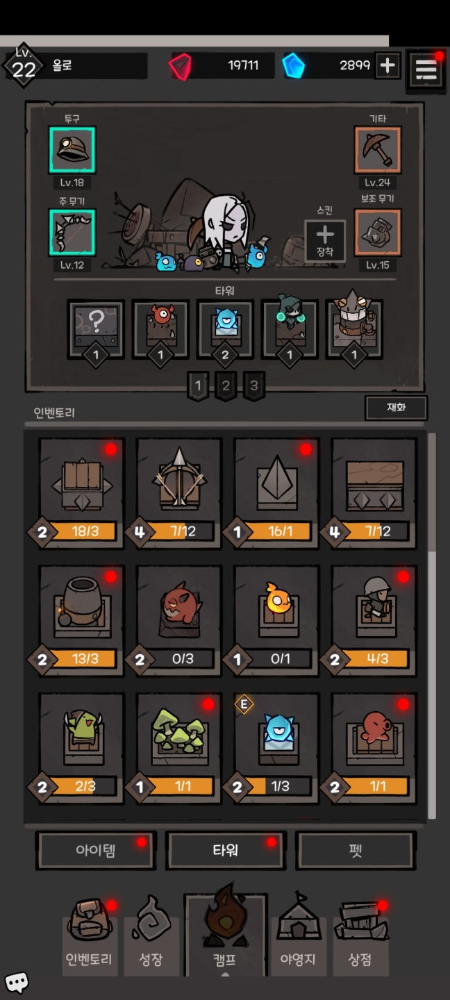 Lv.
22
올로
19711
2899
투구
기타
Lv.18
Lv.24
주 무기
스킨
보조 무기
장착
Lv.12
Lv.15
타워
?
1
1
2
1
1
1 2 3
인벤토리
재화
2 18/3
4 7/12
1 16/1
4 7/12
2 13/3
2 0/3
1 0/1
2 4/3
E
2 2/3
1 1/1
2 1/3
2 1/1
아이템
타워
펫
인벤토리
성장
캠프
야영지
상점